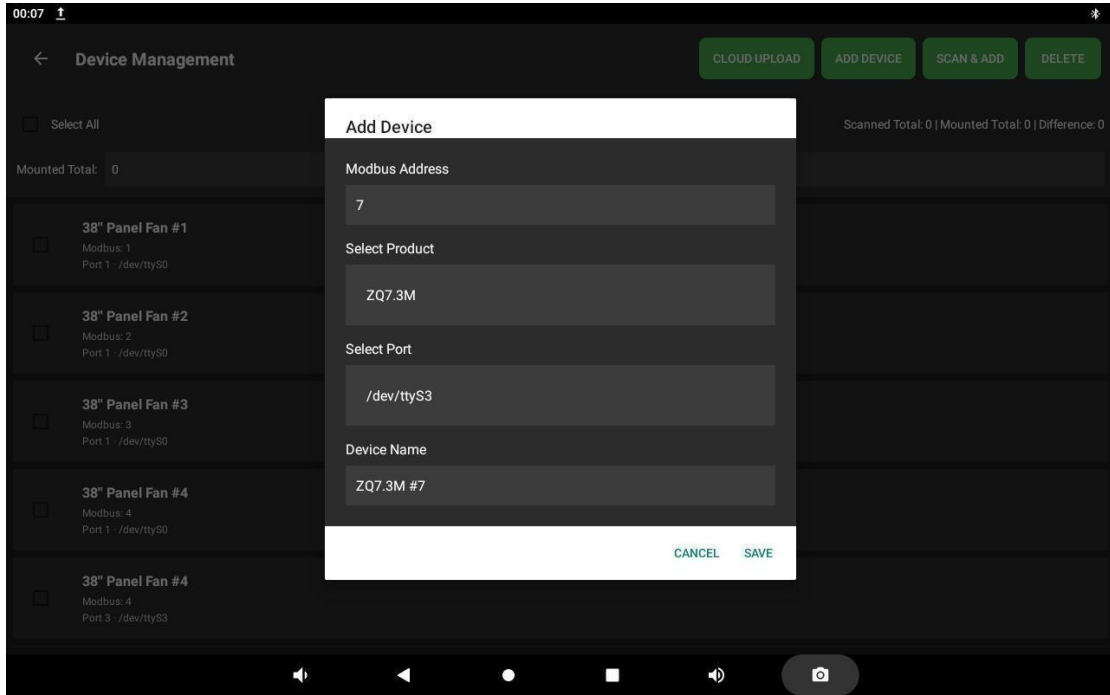 00:07
Device Management
CLOUD UPLOAD
ADD DEVICE
SCAN & ADD
DELETE
Select All
Scanned Total: 0 | Mounted Total: 0 | Difference: 0
Mounted Total: 0
38" Panel Fan #1
Modbus: 1
Port 1 · /dev/ttyS0
38" Panel Fan #2
Modbus: 2
Port 1 · /dev/ttyS0
38" Panel Fan #3
Modbus: 3
Port 1 · /dev/ttyS0
38" Panel Fan #4
Modbus: 4
Port 1 · /dev/ttyS0
38" Panel Fan #4
Modbus: 4
Port 3 · /dev/ttyS3
Add Device
Modbus Address
7
Select Product
ZQ7.3M
Select Port
/dev/ttyS3
Device Name
ZQ7.3M #7
CANCEL
SAVE